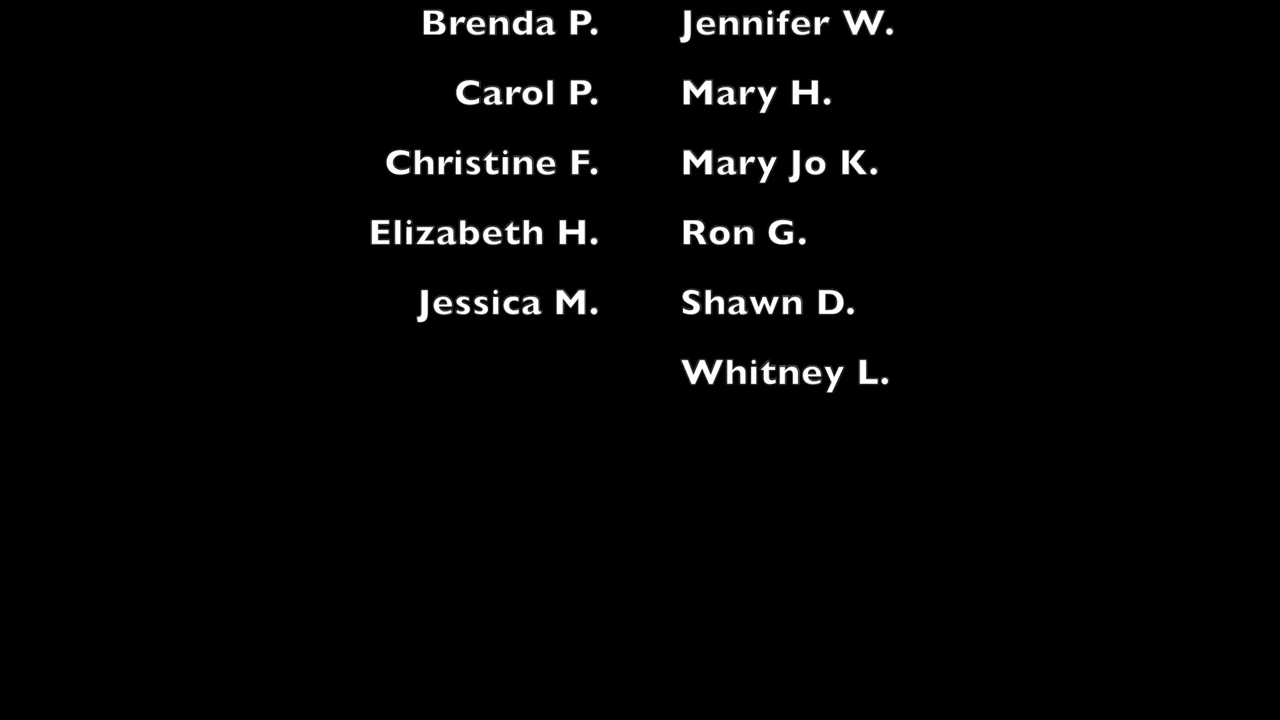 Brenda P. Jennifer W.
Carol P. Mary H.
Christine F. Mary Jo K.
Elizabeth H. Ron G.
Jessica M. Shawn D.
Whitney L.